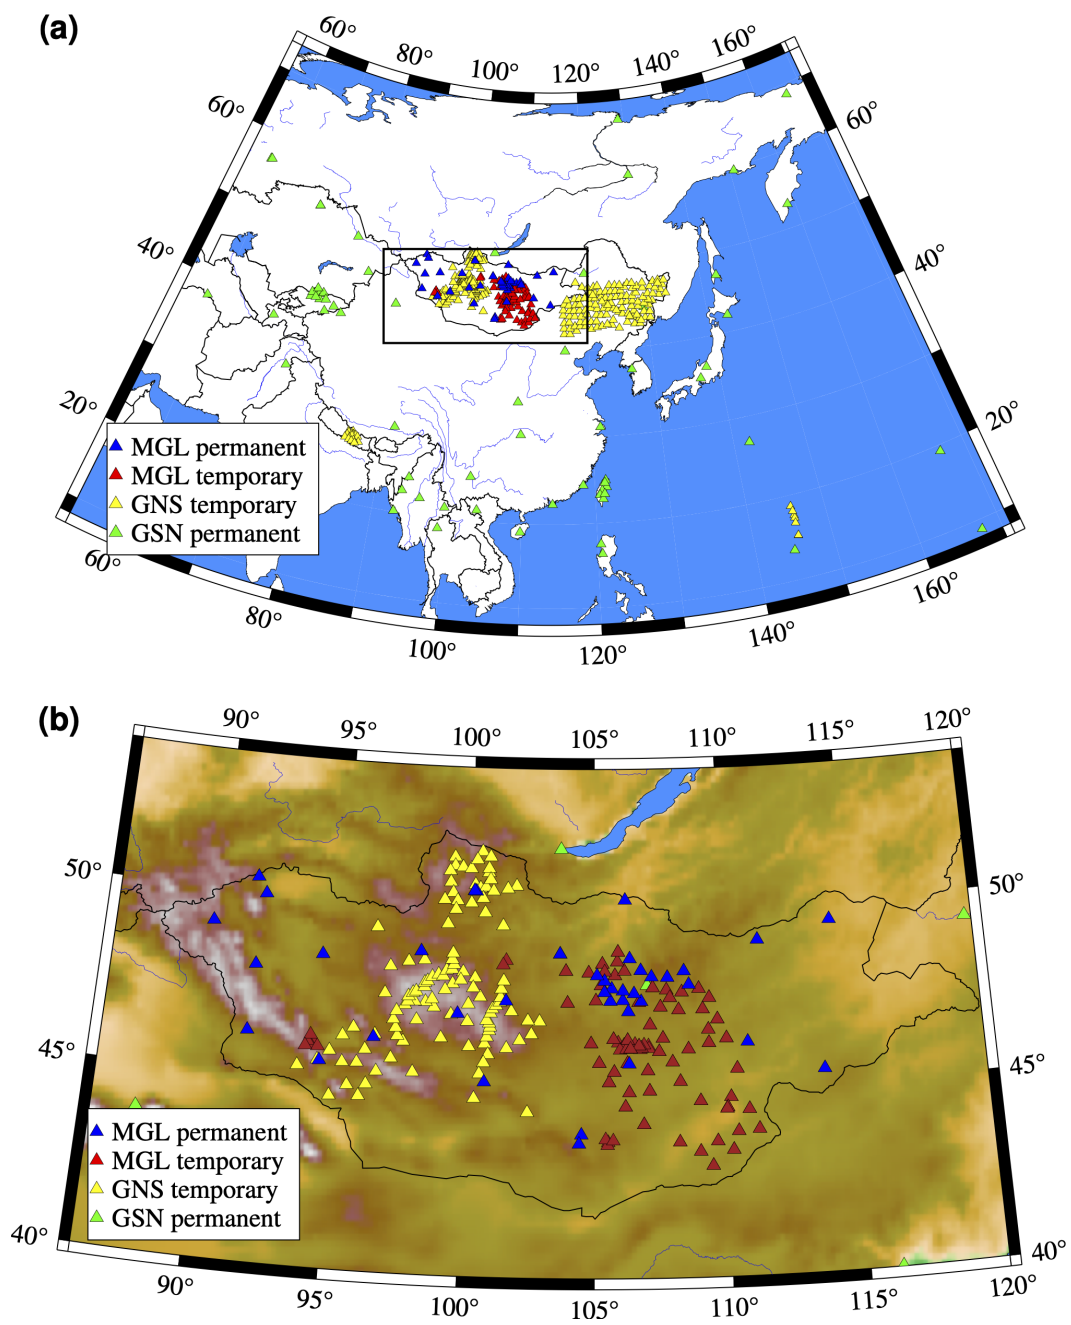 (a)
60° 80° 100° 120° 140° 160°
60° 60°
40° 40°
20° 20°
MGL permanent
MGL temporary
GNS temporary
GSN permanent
60° 80° 100° 120° 140° 160°
(b)
90° 95° 100° 105° 110° 115° 120°
50° 50°
45° 45°
MGL permanent
MGL temporary
GNS temporary
GSN permanent
40° 40°
90° 95° 100° 105° 110° 115° 120°